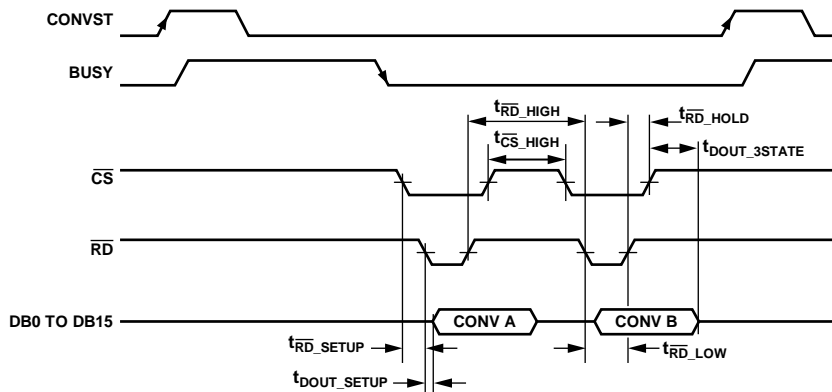 CONVST
BUSY
tRD_HIGH
tRD_HOLD
tCS_HIGH
tDOUT_3STATE
CS
RD
DB0 TO DB15
CONV A
CONV B
tRD_SETUP
tRD_LOW
tDOUT_SETUP